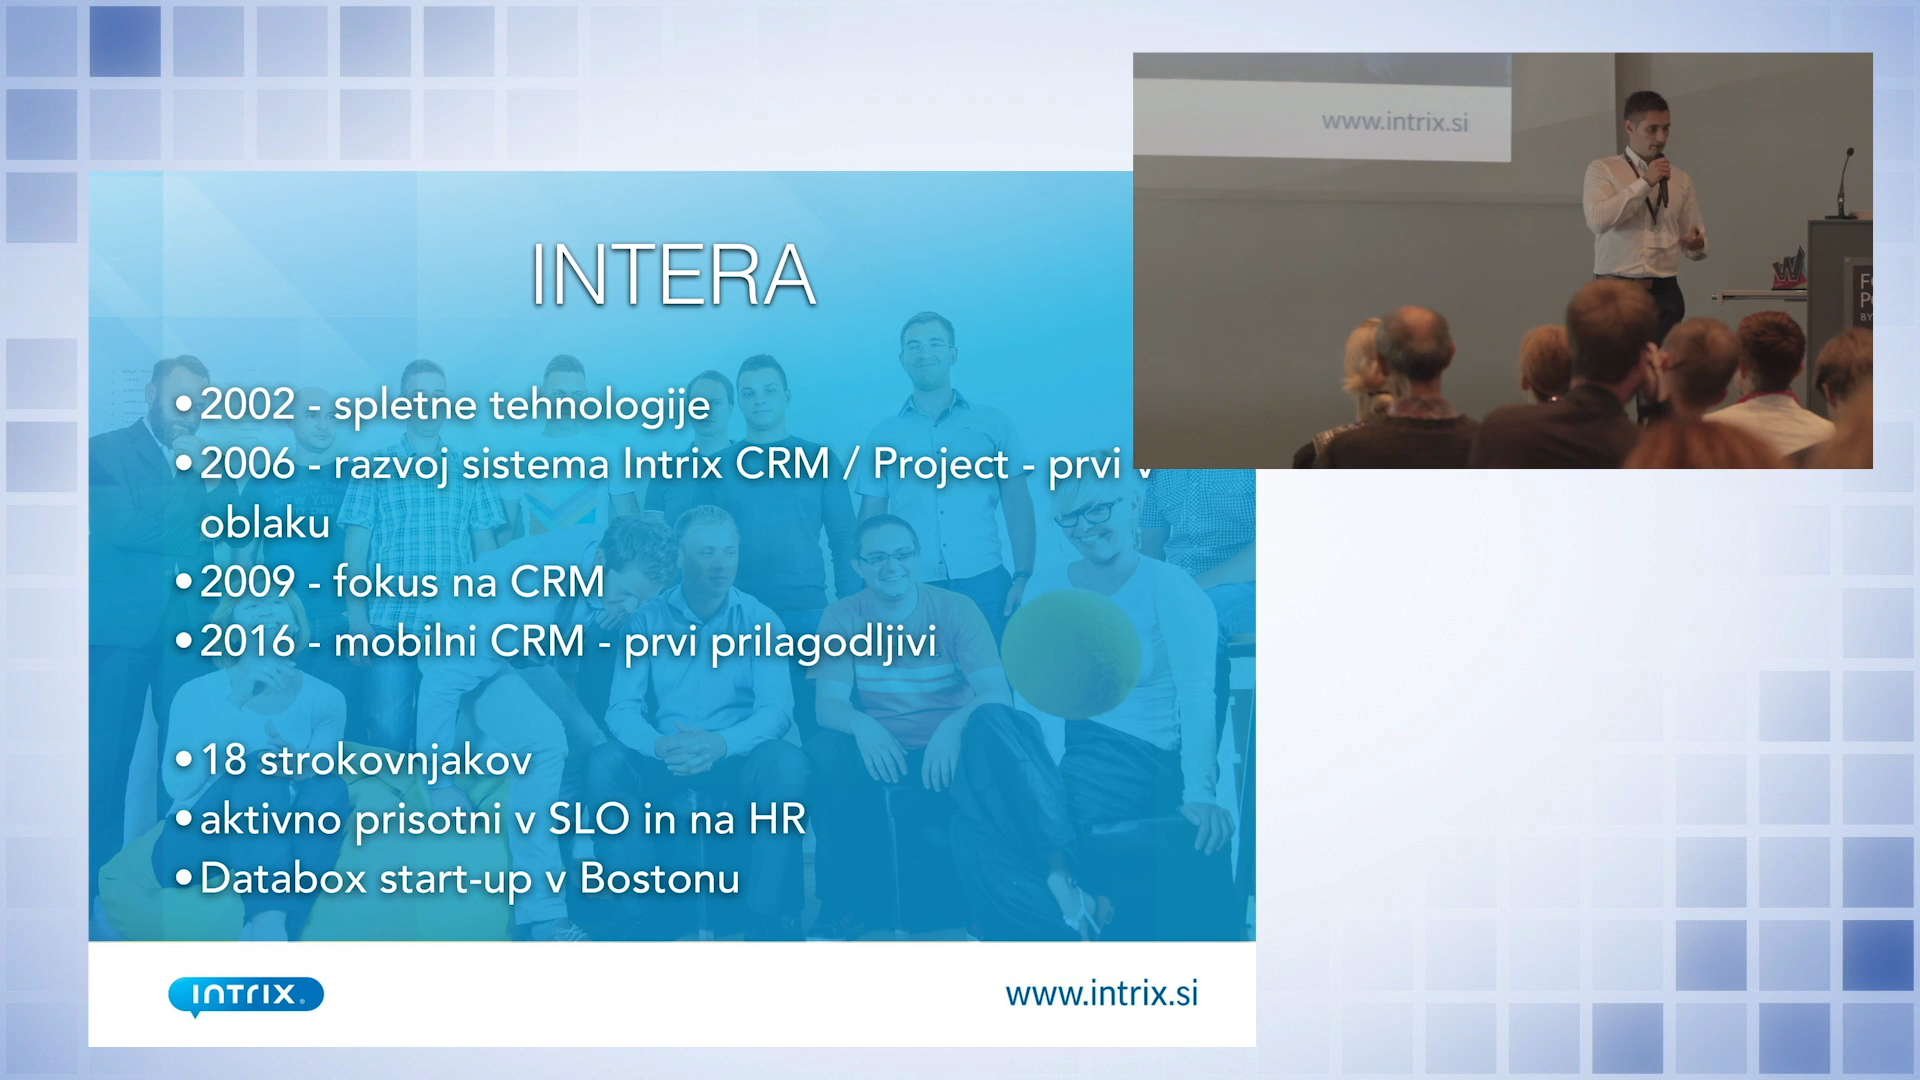 INTERA
•2002 - spletne tehnologije
•2006 - razvoj sistema Intrix CRM / Project - prvi v
oblaku
•2009 - fokus na CRM
•2016 - mobilni CRM - prvi prilagodljivi
•18 strokovnjakov
•aktivno prisotni v SLO in na HR
•Databox start-up v Bostonu
INTRIX®
www.intrix.si
www.intrix.si
BY